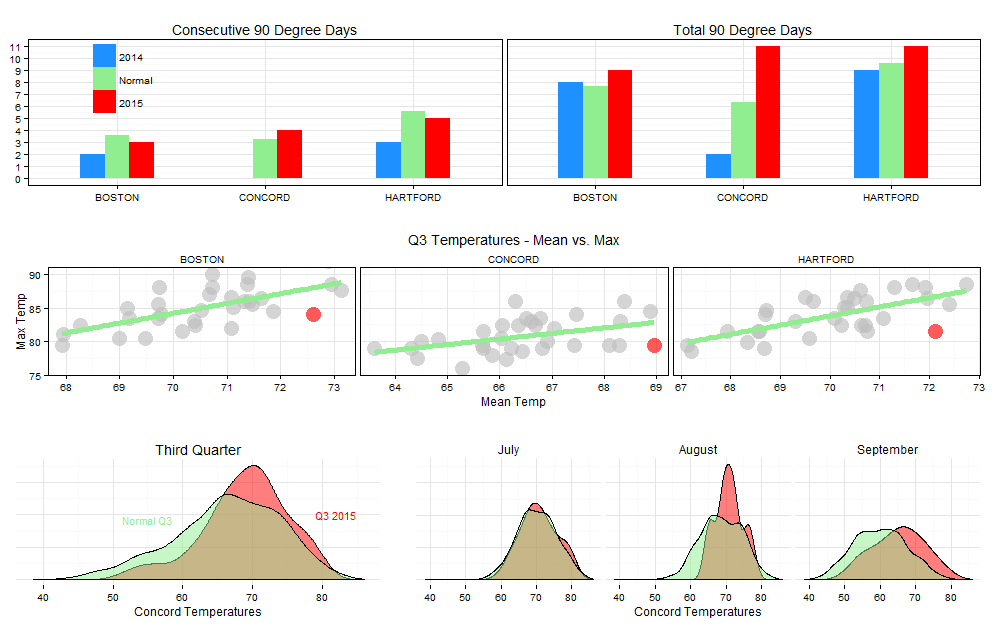 Consecutive 90 Degree Days
Total 90 Degree Days
11
10
9
8
7
6
5
4
3
2
1
0
2014
Normal
2015
BOSTON CONCORD HARTFORD
BOSTON CONCORD HARTFORD
Q3 Temperatures - Mean vs. Max
BOSTON CONCORD HARTFORD
Max Temp
90
85
80
75
68 69 70 71 72 73
64 65 66 67 68 69
67 68 69 70 71 72 73
Mean Temp
Third Quarter
Normal Q3
Q3 2015
40 50 60 70 80
Concord Temperatures
July August September
40 50 60 70 80
40 50 60 70 80
40 50 60 70 80
Concord Temperatures